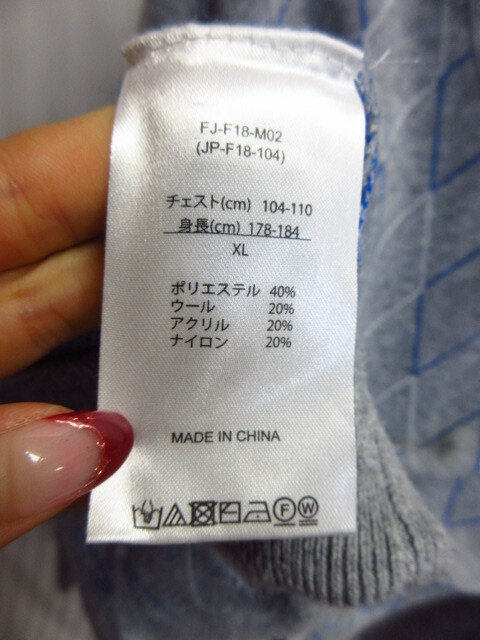 FJ-F18-M02
(JP-F18-104)
チェスト(cm) 104-110
身長(cm) 178-184
XL
ポリエステル 40%
ウール 20%
アクリル 20%
ナイロン 20%
MADE IN CHINA
F W